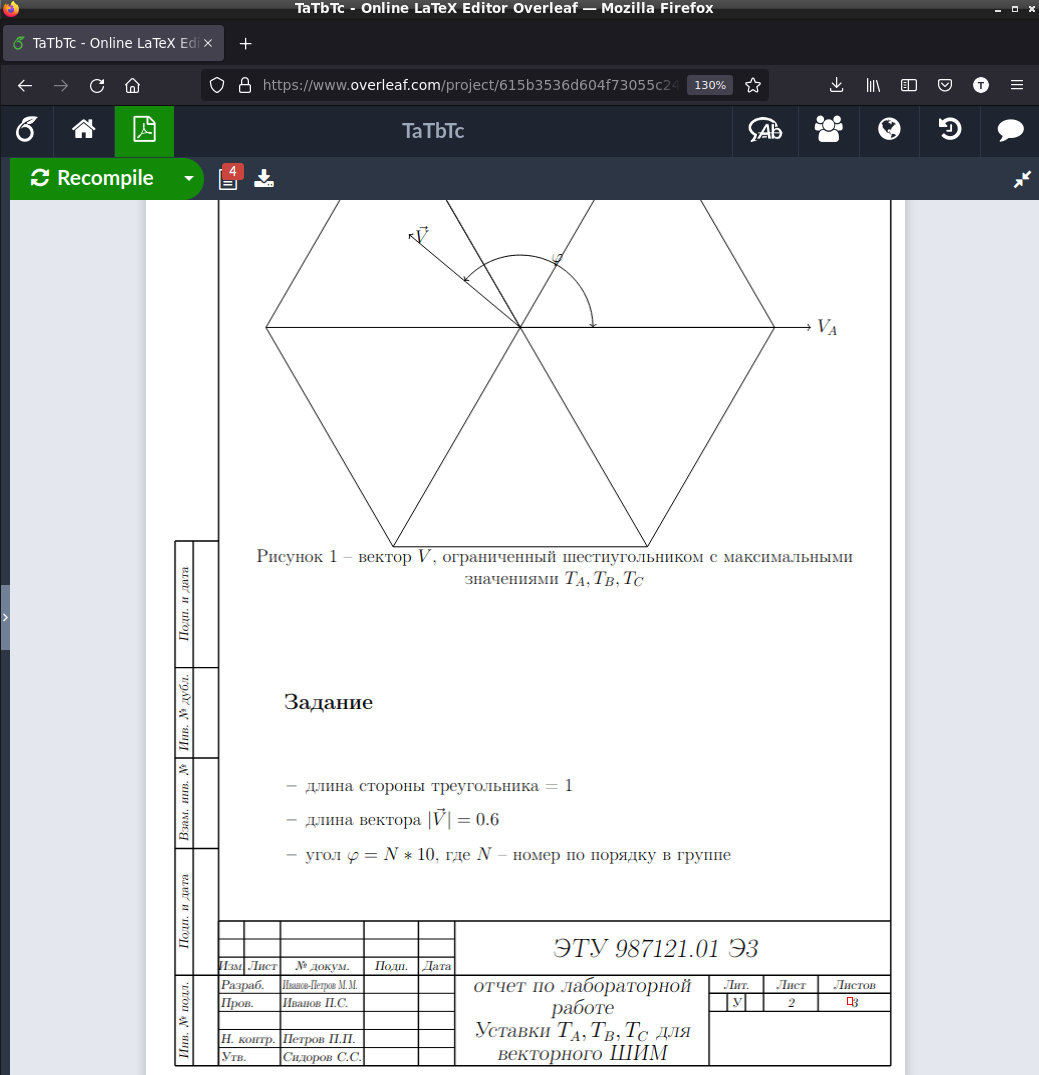 TaTbTc - Online LaTeX Editor Overleaf — Mozilla Firefox
TaTbTc - Online LaTeX Edi
https://www.overleaf.com/project/615b3536d604f73055c24
130%
T
TaTbTc
Recompile
4
V⃗
φ
V_A
Рисунок 1 – вектор V, ограниченный шестиугольником с максимальными
значениями T_A, T_B, T_C
Задание
– длина стороны треугольника = 1
– длина вектора |V⃗| = 0.6
– угол φ = N * 10, где N – номер по порядку в группе
Подп. и дата
Инв. № дубл.
Взам. инв. №
Подп. и дата
Инв. № подл.
ЭТУ 987121.01 ЭЗ
Изм. Лист № докум. Подп. Дата
Разраб. Иванов-Петров М.М.
Пров. Иванов П.С.
Н. контр. Петров П.П.
Утв. Сидоров С.С.
отчет по лабораторной
работе
Уставки T_A, T_B, T_C для
векторного ШИМ
Лит. Лист Листов
У 2 3